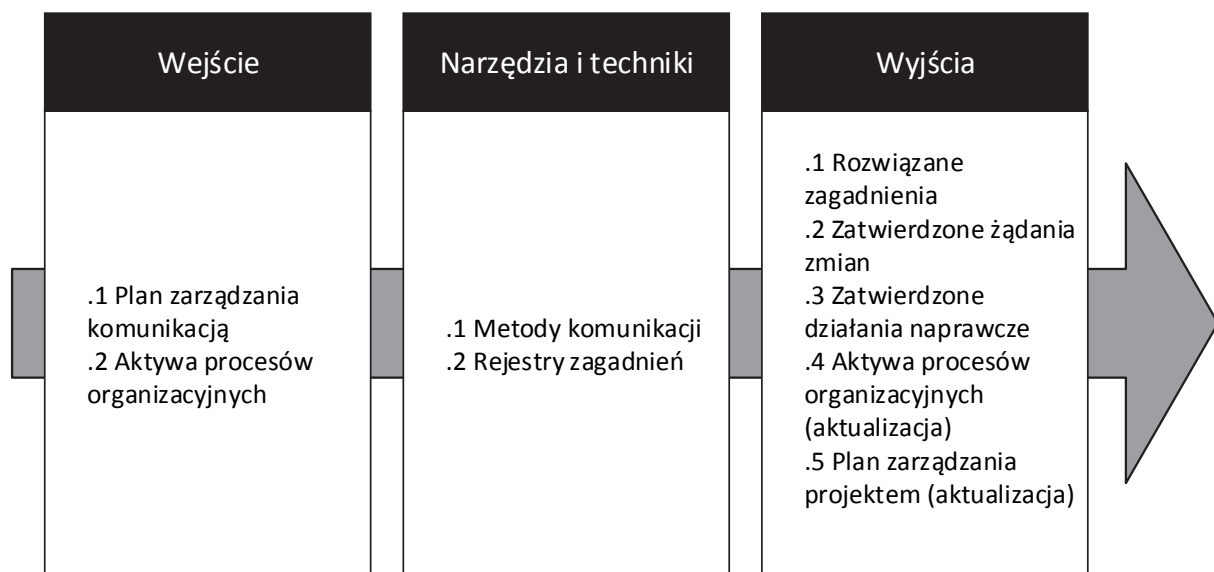 Wejście
.1 Plan zarządzania
komunikacją
.2 Aktywa procesów
organizacyjnych
Narzędzia i techniki
.1 Metody komunikacji
.2 Rejestry zagadnień
Wyjścia
.1 Rozwiązane
zagadnienia
.2 Zatwierdzone żądania
zmian
.3 Zatwierdzone
działania naprawcze
.4 Aktywa procesów
organizacyjnych
(aktualizacja)
.5 Plan zarządzania
projektem (aktualizacja)